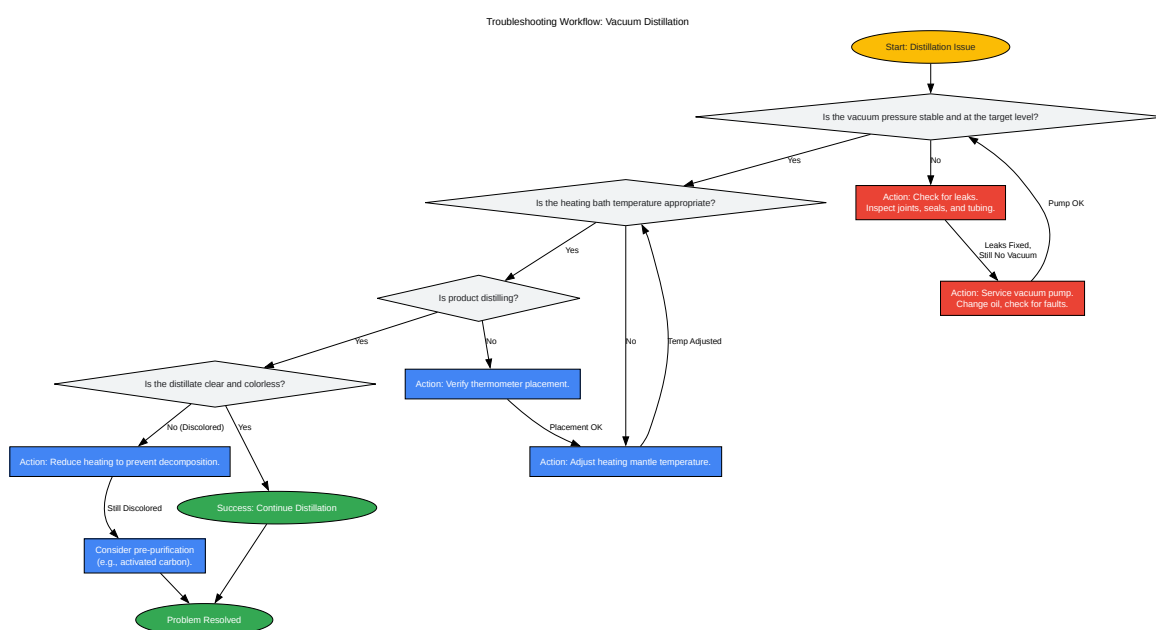 Troubleshooting Workflow: Vacuum Distillation
Start: Distillation Issue
Is the vacuum pressure stable and at the target level?
Yes
No
Is the heating bath temperature appropriate?
Action: Check for leaks.
Inspect joints, seals, and tubing.
Pump OK
Yes
Leaks Fixed,
Still No Vacuum
Is product distilling?
Action: Service vacuum pump.
Change oil, check for faults.
Yes
No
No
Temp Adjusted
Is the distillate clear and colorless?
Action: Verify thermometer placement.
No (Discolored)
Yes
Placement OK
Action: Reduce heating to prevent decomposition.
Action: Adjust heating mantle temperature.
Still Discolored
Success: Continue Distillation
Consider pre-purification
(e.g., activated carbon).
Problem Resolved